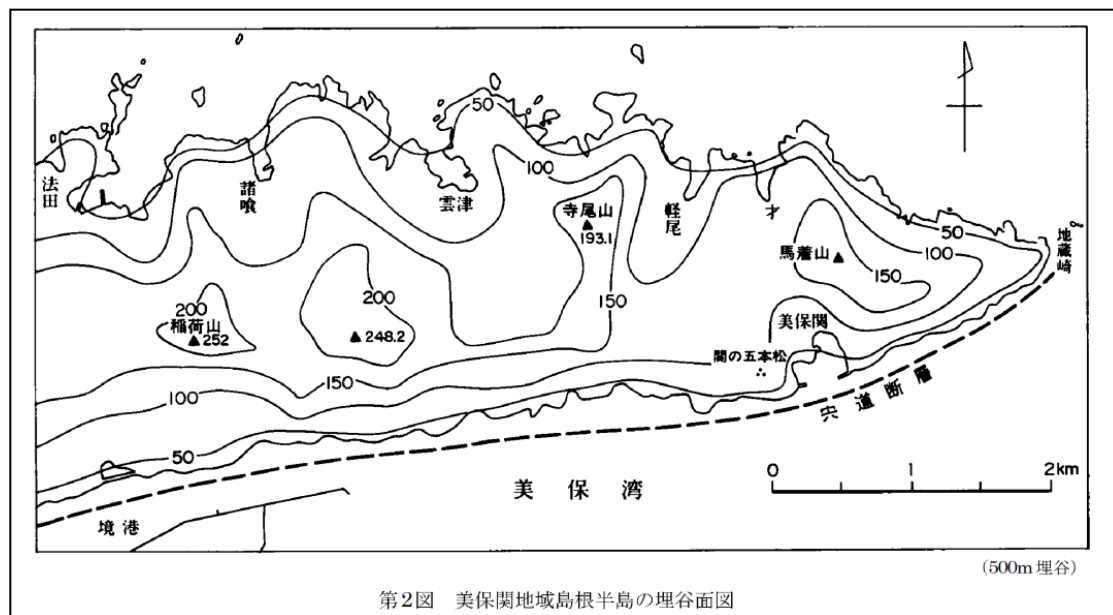 50
100
法田
諸喰
雲津
寺尾山
193.1
軽尾
才
馬着山
50
100
150
地蔵崎
200
稲荷山
252
200
248.2
150
美保関
関の五本松
150
100
50
宍道断層
美保湾
境港
0 1 2km
(500m 埋谷)
第2図 美保関地域島根半島の埋谷面図